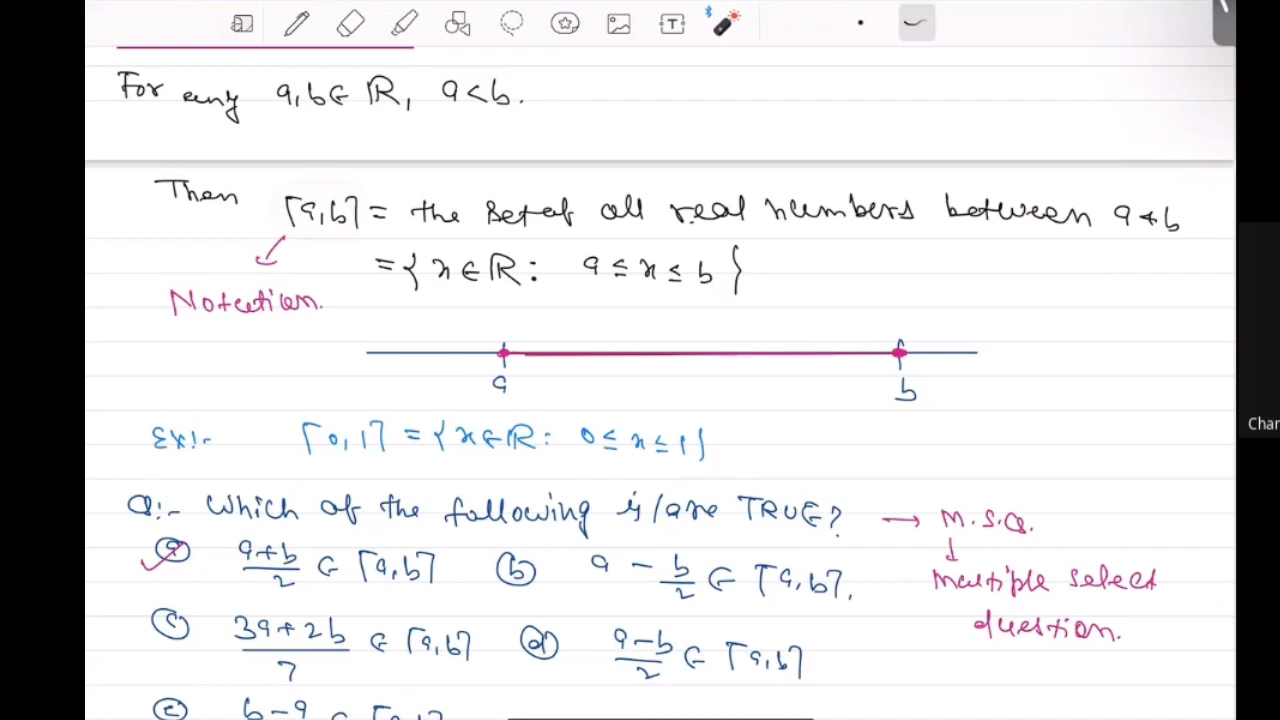 For any a,b ∈ ℝ, a<b.
Then [a,b] = the set of all real numbers between a & b
= { x ∈ ℝ : a ≤ x ≤ b }
Notation.
a b
Ex:- [0,1] = { x ∈ ℝ : 0 ≤ x ≤ 1 }
Q:- Which of the following is/are TRUE? → M.S.Q.
(a) a+b/2 ∈ [a,b] (b) a - b/2 ∈ [a,b].
Multiple select question.
(c) 3a+2b/7 ∈ [a,b] (d) a-b/2 ∈ [a,b]
(e) b-a ∈ [a,b]
Char